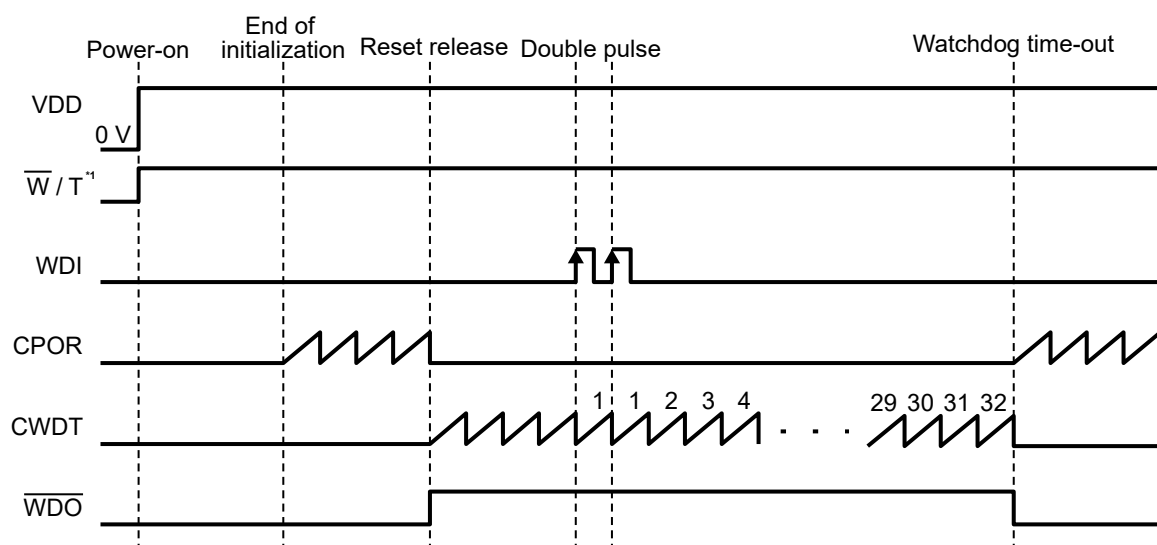 End of
initialization
Power-on
Reset release
Double pulse
Watchdog time-out
VDD
0 V
W / T*1
WDI
CPOR
CWDT
1 1 2 3 4
29 30 31 32
WDO